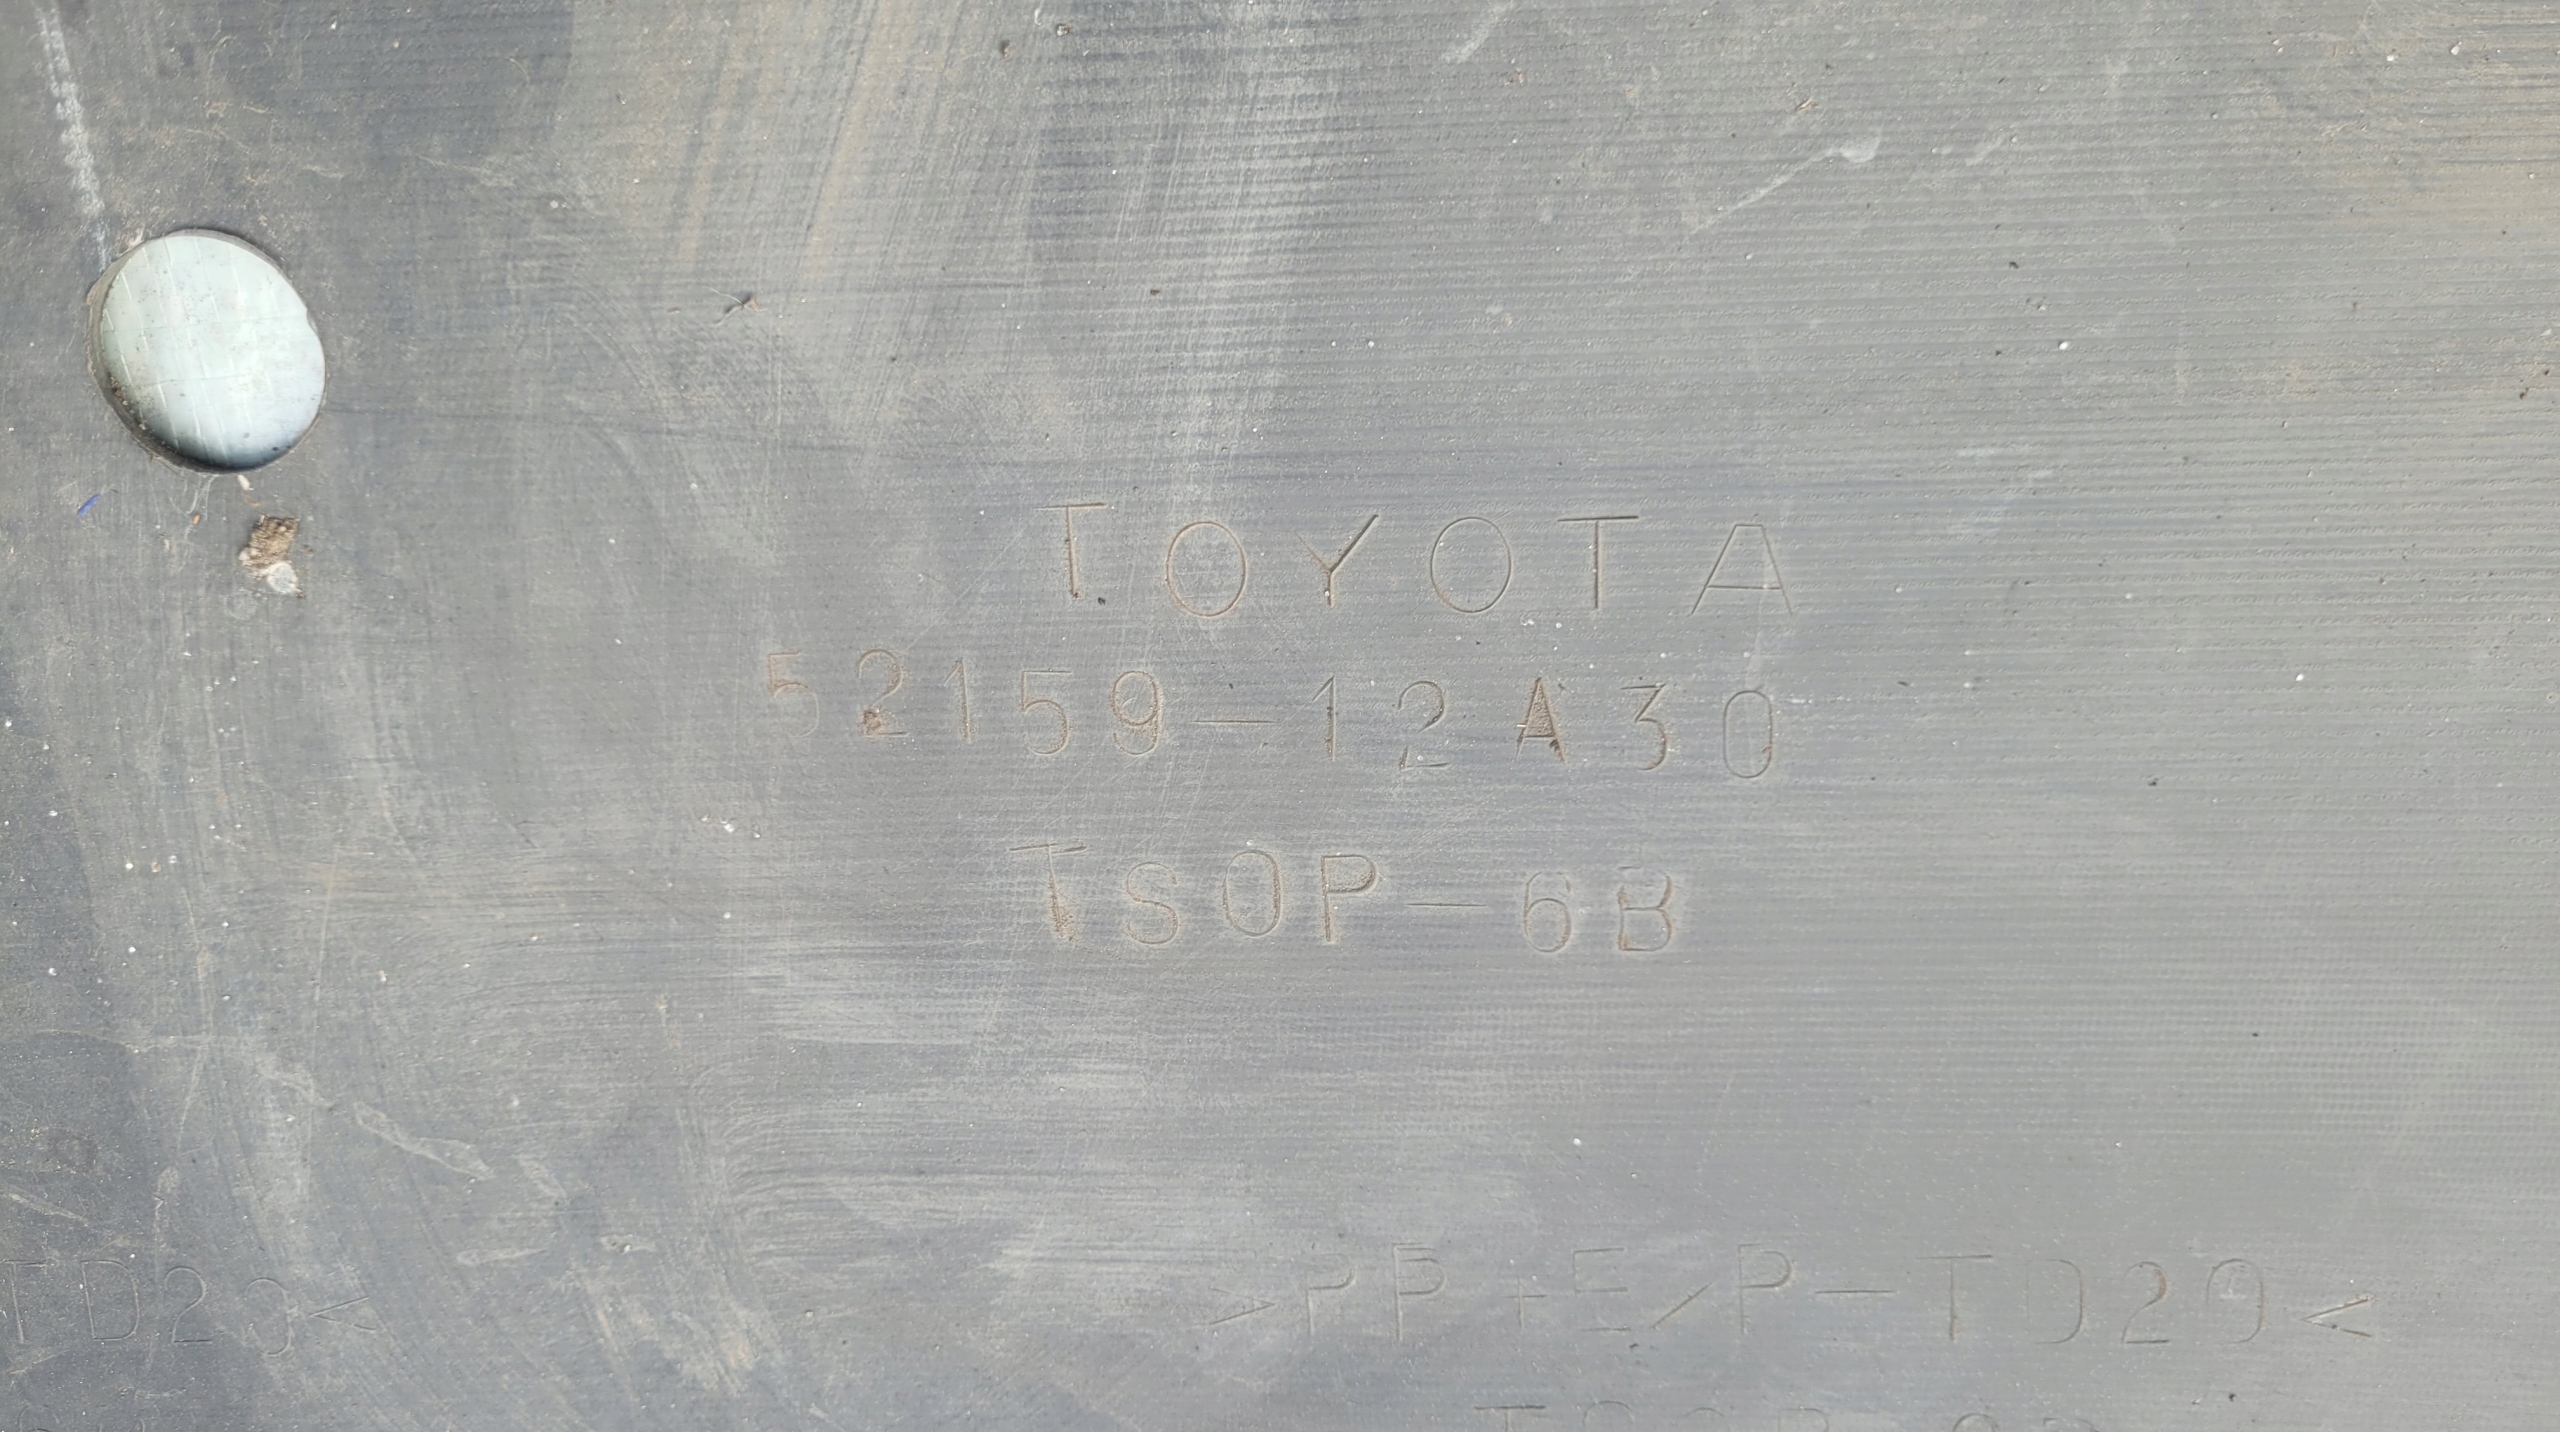 TOYOTA
52159-12A30
TSOP-6B
TD20<
>PP+E/P-TD20<